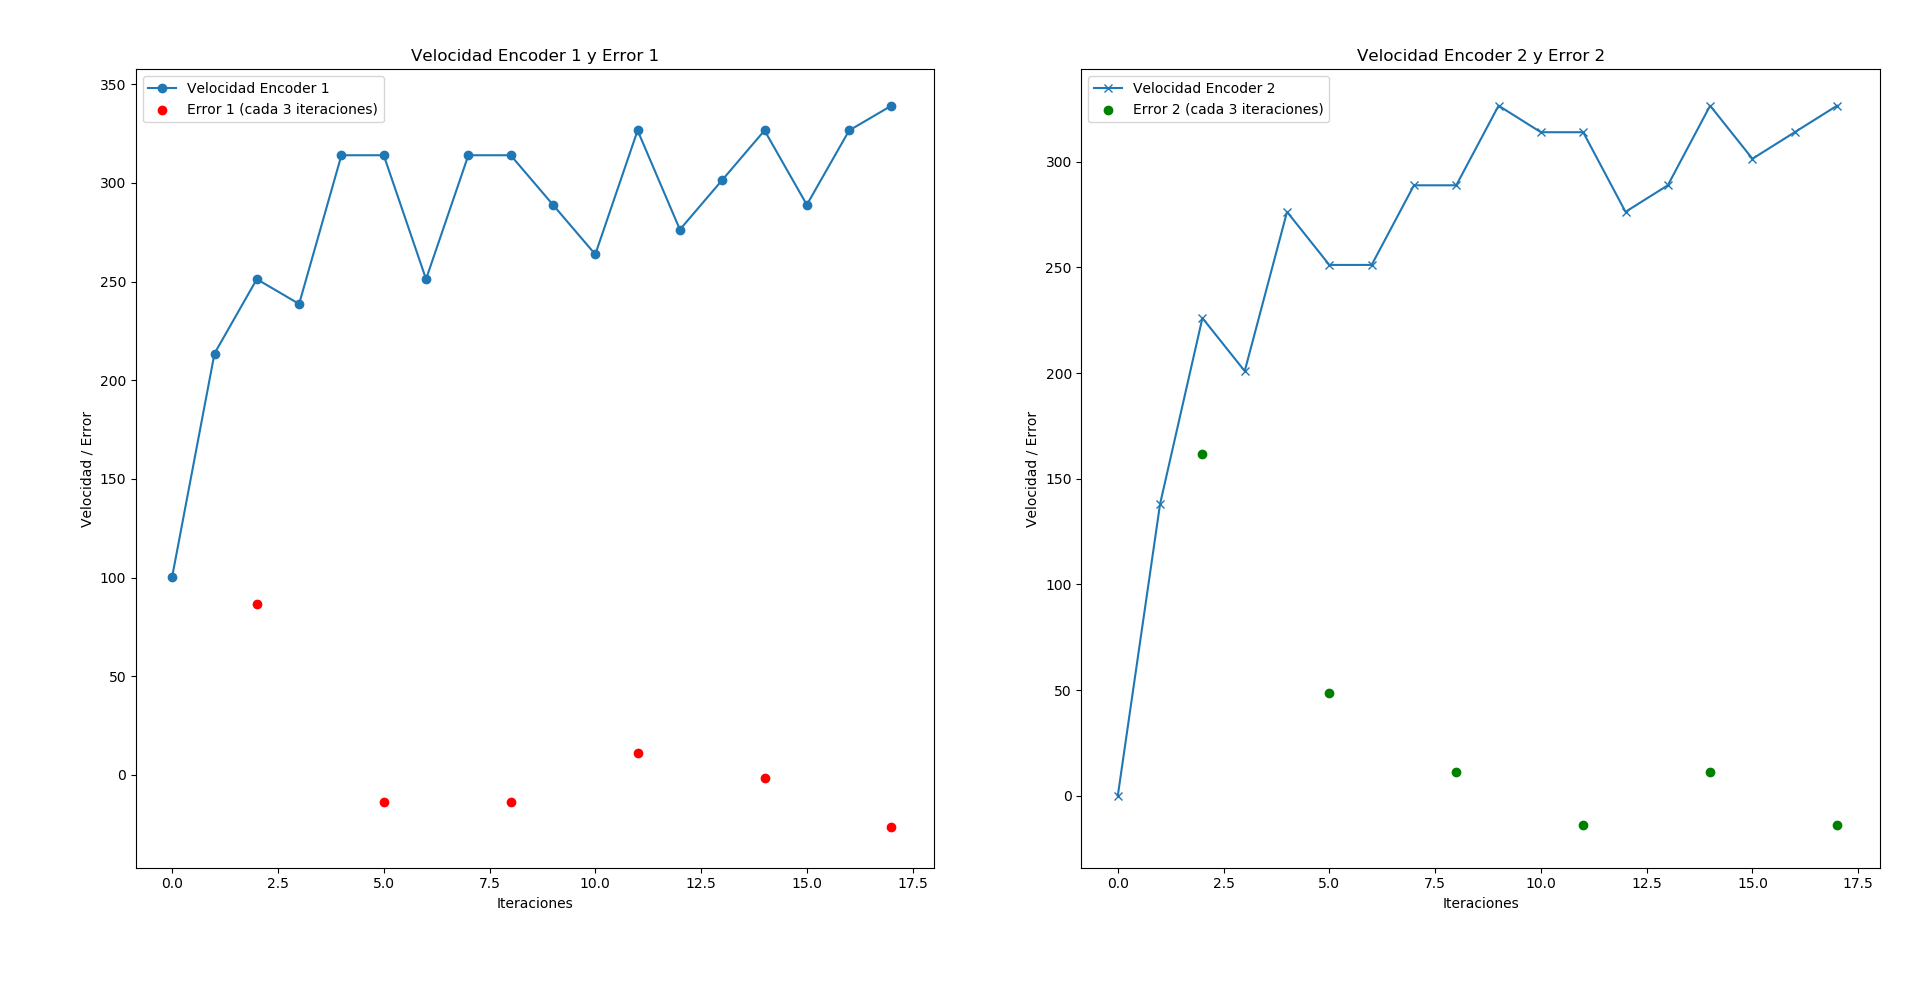 Velocidad Encoder 1 y Error 1
Velocidad Encoder 1
Error 1 (cada 3 iteraciones)
350
300
250
200
150
100
50
0
Velocidad / Error
0.0 2.5 5.0 7.5 10.0 12.5 15.0 17.5
Iteraciones
Velocidad Encoder 2 y Error 2
Velocidad Encoder 2
Error 2 (cada 3 iteraciones)
300
250
200
150
100
50
0
Velocidad / Error
0.0 2.5 5.0 7.5 10.0 12.5 15.0 17.5
Iteraciones